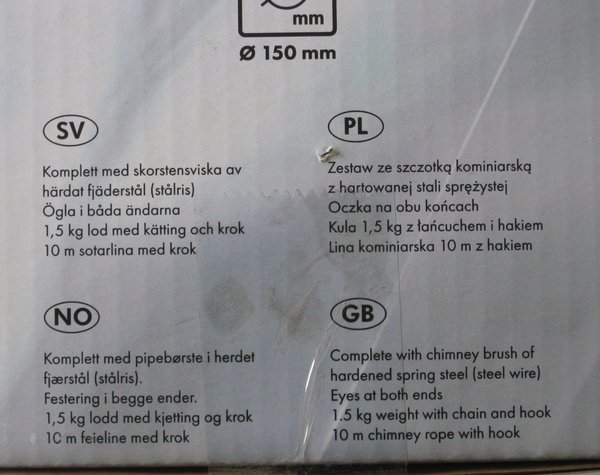 mm
Ø 150 mm
SV
Komplett med skorstensviska av
härdat fjäderstål (stålris)
Ögla i båda ändarna
1,5 kg lod med kätting och krok
10 m sotarlina med krok
PL
Zestaw ze szczotką kominiarską
z hartowanej stali sprężystej
Oczka na obu końcach
Kula 1,5 kg z łańcuchem i hakiem
Lina kominiarska 10 m z hakiem
NO
Komplett med pipebørste i herdet
fjærstål (stålris).
Festering i begge ender.
1,5 kg lodd med kjetting og krok
10 m feieline med krok
GB
Complete with chimney brush of
hardened spring steel (steel wire)
Eyes at both ends
1.5 kg weight with chain and hook
10 m chimney rope with hook